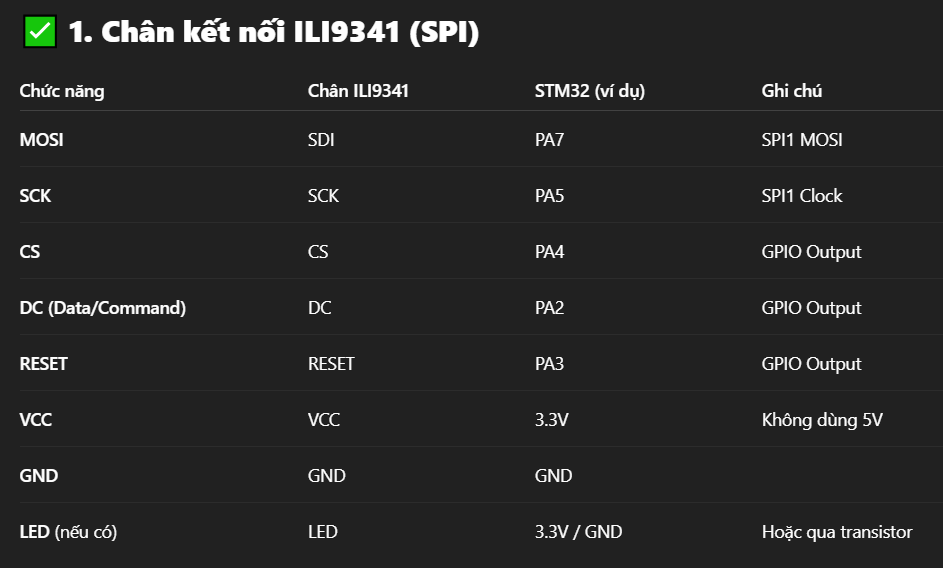 ✅ 1. Chân kết nối ILI9341 (SPI)
Chức năng Chân ILI9341 STM32 (ví dụ) Ghi chú
MOSI SDI PA7 SPI1 MOSI
SCK SCK PA5 SPI1 Clock
CS CS PA4 GPIO Output
DC (Data/Command) DC PA2 GPIO Output
RESET RESET PA3 GPIO Output
VCC VCC 3.3V Không dùng 5V
GND GND GND
LED (nếu có) LED 3.3V / GND Hoặc qua transistor